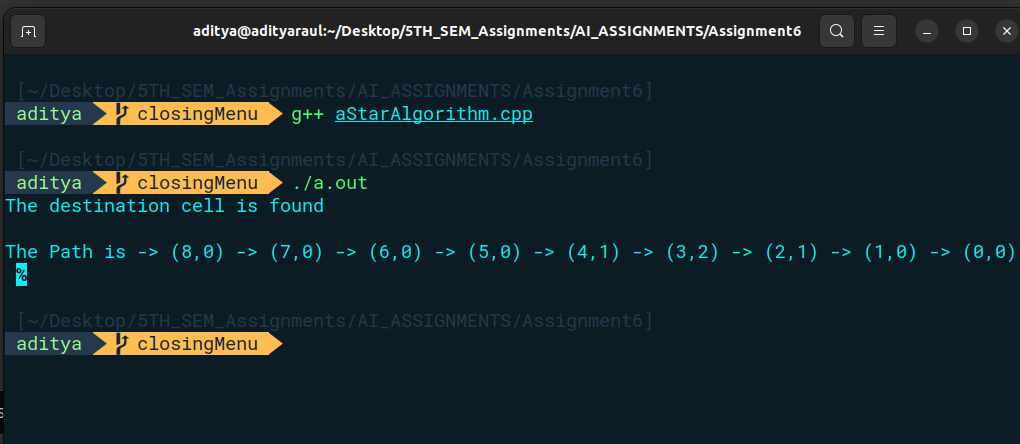 aditya@adityaraul:~/Desktop/5TH_SEM_Assignments/AI_ASSIGNMENTS/Assignment6
[~/Desktop/5TH_SEM_Assignments/AI_ASSIGNMENTS/Assignment6]
aditya closingMenu g++ aStarAlgorithm.cpp
[~/Desktop/5TH_SEM_Assignments/AI_ASSIGNMENTS/Assignment6]
aditya closingMenu ./a.out
The destination cell is found
The Path is -> (8,0) -> (7,0) -> (6,0) -> (5,0) -> (4,1) -> (3,2) -> (2,1) -> (1,0) -> (0,0)
%
[~/Desktop/5TH_SEM_Assignments/AI_ASSIGNMENTS/Assignment6]
aditya closingMenu